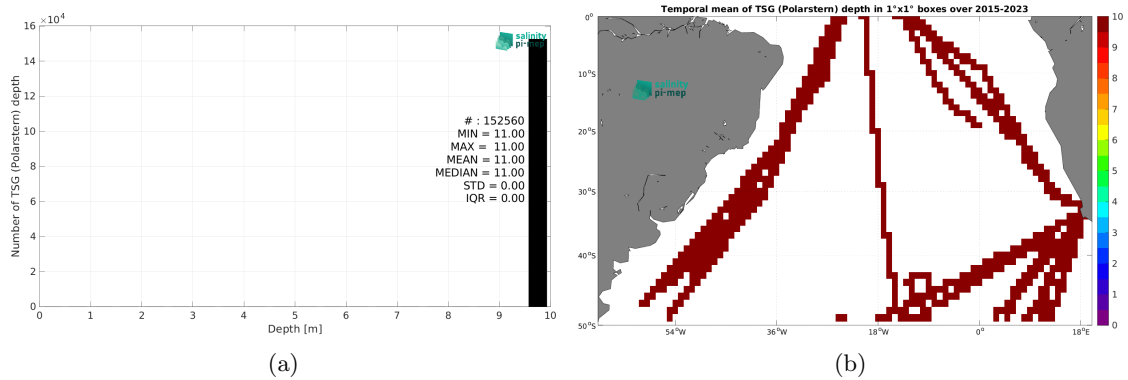 ×10⁴
16
14
12
10
8
6
4
2
0
Number of TSG (Polarstern) depth
salinity
pi-mep
# : 152560
MIN = 11.00
MAX = 11.00
MEAN = 11.00
MEDIAN = 11.00
STD = 0.00
IQR = 0.00
0 1 2 3 4 5 6 7 8 9 10
Depth [m]
(a)
Temporal mean of TSG (Polarstern) depth in 1°x1° boxes over 2015-2023
0°
10°S
20°S
30°S
40°S
50°S
salinity
pi-mep
54°W 36°W 18°W 0° 18°E
10
9
8
7
6
5
4
3
2
1
0
(b)